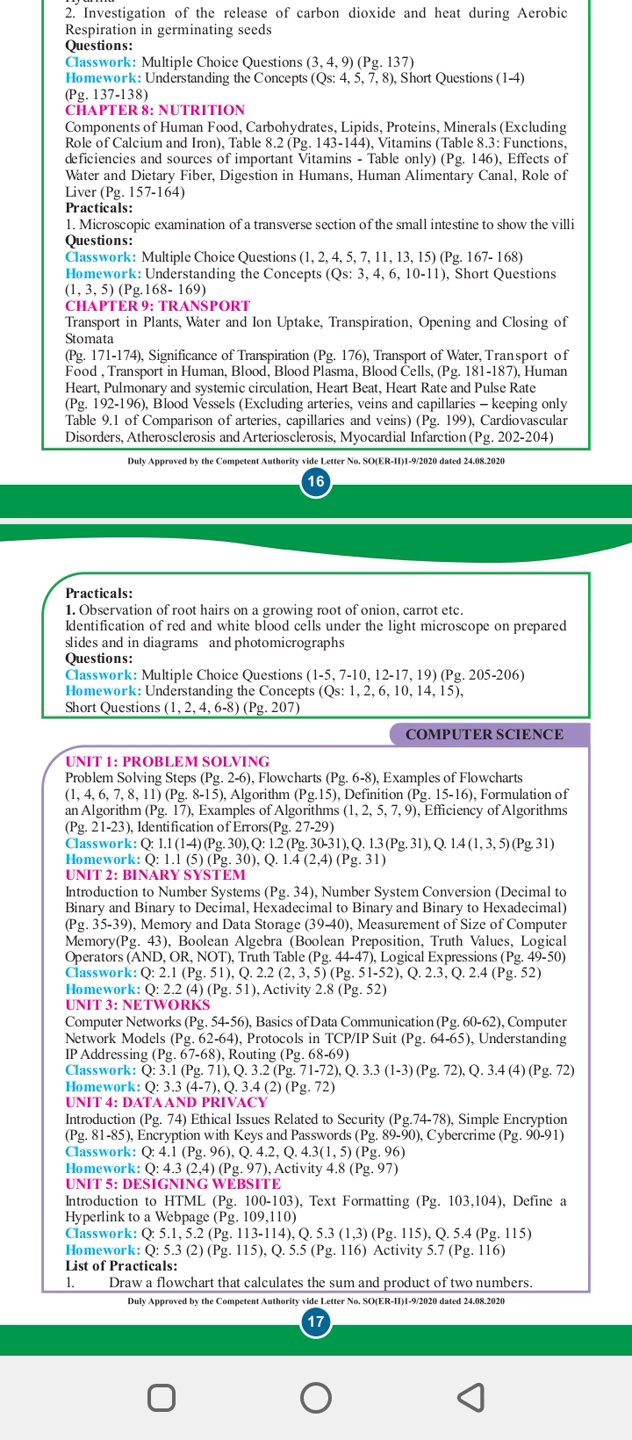 2. Investigation of the release of carbon dioxide and heat during Aerobic
Respiration in germinating seeds
Questions:
Classwork: Multiple Choice Questions (3, 4, 9) (Pg. 137)
Homework: Understanding the Concepts (Qs: 4, 5, 7, 8), Short Questions (1-4)
(Pg. 137-138)
CHAPTER 8: NUTRITION
Components of Human Food, Carbohydrates, Lipids, Proteins, Minerals (Excluding
Role of Calcium and Iron), Table 8.2 (Pg. 143-144), Vitamins (Table 8.3: Functions,
deficiencies and sources of important Vitamins - Table only) (Pg. 146), Effects of
Water and Dietary Fiber, Digestion in Humans, Human Alimentary Canal, Role of
Liver (Pg. 157-164)
Practicals:
1. Microscopic examination of a transverse section of the small intestine to show the villi
Questions:
Classwork: Multiple Choice Questions (1, 2, 4, 5, 7, 11, 13, 15) (Pg. 167- 168)
Homework: Understanding the Concepts (Qs: 3, 4, 6, 10-11), Short Questions
(1, 3, 5) (Pg.168- 169)
CHAPTER 9: TRANSPORT
Transport in Plants, Water and Ion Uptake, Transpiration, Opening and Closing of
Stomata
(Pg. 171-174), Significance of Transpiration (Pg. 176), Transport of Water, Transport of
Food , Transport in Human, Blood, Blood Plasma, Blood Cells, (Pg. 181-187), Human
Heart, Pulmonary and systemic circulation, Heart Beat, Heart Rate and Pulse Rate
(Pg. 192-196), Blood Vessels (Excluding arteries, veins and capillaries – keeping only
Table 9.1 of Comparison of arteries, capillaries and veins) (Pg. 199), Cardiovascular
Disorders, Atherosclerosis and Arteriosclerosis, Myocardial Infarction (Pg. 202-204)
Duly Approved by the Competent Authority vide Letter No. SO(ER-II)1-9/2020 dated 24.08.2020
16
Practicals:
1. Observation of root hairs on a growing root of onion, carrot etc.
Identification of red and white blood cells under the light microscope on prepared
slides and in diagrams and photomicrographs
Questions:
Classwork: Multiple Choice Questions (1-5, 7-10, 12-17, 19) (Pg. 205-206)
Homework: Understanding the Concepts (Qs: 1, 2, 6, 10, 14, 15),
Short Questions (1, 2, 4, 6-8) (Pg. 207)
COMPUTER SCIENCE
UNIT 1: PROBLEM SOLVING
Problem Solving Steps (Pg. 2-6), Flowcharts (Pg. 6-8), Examples of Flowcharts
(1, 4, 6, 7, 8, 11) (Pg. 8-15), Algorithm (Pg.15), Definition (Pg. 15-16), Formulation of
an Algorithm (Pg. 17), Examples of Algorithms (1, 2, 5, 7, 9), Efficiency of Algorithms
(Pg. 21-23), Identification of Errors(Pg. 27-29)
Classwork: Q: 1.1 (1-4) (Pg. 30), Q: 1.2 (Pg. 30-31), Q. 1.3 (Pg. 31), Q. 1.4 (1, 3, 5) (Pg. 31)
Homework: Q: 1.1 (5) (Pg. 30), Q. 1.4 (2,4) (Pg. 31)
UNIT 2: BINARY SYSTEM
Introduction to Number Systems (Pg. 34), Number System Conversion (Decimal to
Binary and Binary to Decimal, Hexadecimal to Binary and Binary to Hexadecimal)
(Pg. 35-39), Memory and Data Storage (39-40), Measurement of Size of Computer
Memory(Pg. 43), Boolean Algebra (Boolean Preposition, Truth Values, Logical
Operators (AND, OR, NOT), Truth Table (Pg. 44-47), Logical Expressions (Pg. 49-50)
Classwork: Q: 2.1 (Pg. 51), Q. 2.2 (2, 3, 5) (Pg. 51-52), Q. 2.3, Q. 2.4 (Pg. 52)
Homework: Q: 2.2 (4) (Pg. 51), Activity 2.8 (Pg. 52)
UNIT 3: NETWORKS
Computer Networks (Pg. 54-56), Basics of Data Communication (Pg. 60-62), Computer
Network Models (Pg. 62-64), Protocols in TCP/IP Suit (Pg. 64-65), Understanding
IP Addressing (Pg. 67-68), Routing (Pg. 68-69)
Classwork: Q: 3.1 (Pg. 71), Q. 3.2 (Pg. 71-72), Q. 3.3 (1-3) (Pg. 72), Q. 3.4 (4) (Pg. 72)
Homework: Q: 3.3 (4-7), Q. 3.4 (2) (Pg. 72)
UNIT 4: DATA AND PRIVACY
Introduction (Pg. 74) Ethical Issues Related to Security (Pg.74-78), Simple Encryption
(Pg. 81-85), Encryption with Keys and Passwords (Pg. 89-90), Cybercrime (Pg. 90-91)
Classwork: Q: 4.1 (Pg. 96), Q. 4.2, Q. 4.3(1, 5) (Pg. 96)
Homework: Q: 4.3 (2,4) (Pg. 97), Activity 4.8 (Pg. 97)
UNIT 5: DESIGNING WEBSITE
Introduction to HTML (Pg. 100-103), Text Formatting (Pg. 103,104), Define a
Hyperlink to a Webpage (Pg. 109,110)
Classwork: Q: 5.1, 5.2 (Pg. 113-114), Q. 5.3 (1,3) (Pg. 115), Q. 5.4 (Pg. 115)
Homework: Q: 5.3 (2) (Pg. 115), Q. 5.5 (Pg. 116) Activity 5.7 (Pg. 116)
List of Practicals:
1. Draw a flowchart that calculates the sum and product of two numbers.
Duly Approved by the Competent Authority vide Letter No. SO(ER-II)1-9/2020 dated 24.08.2020
17